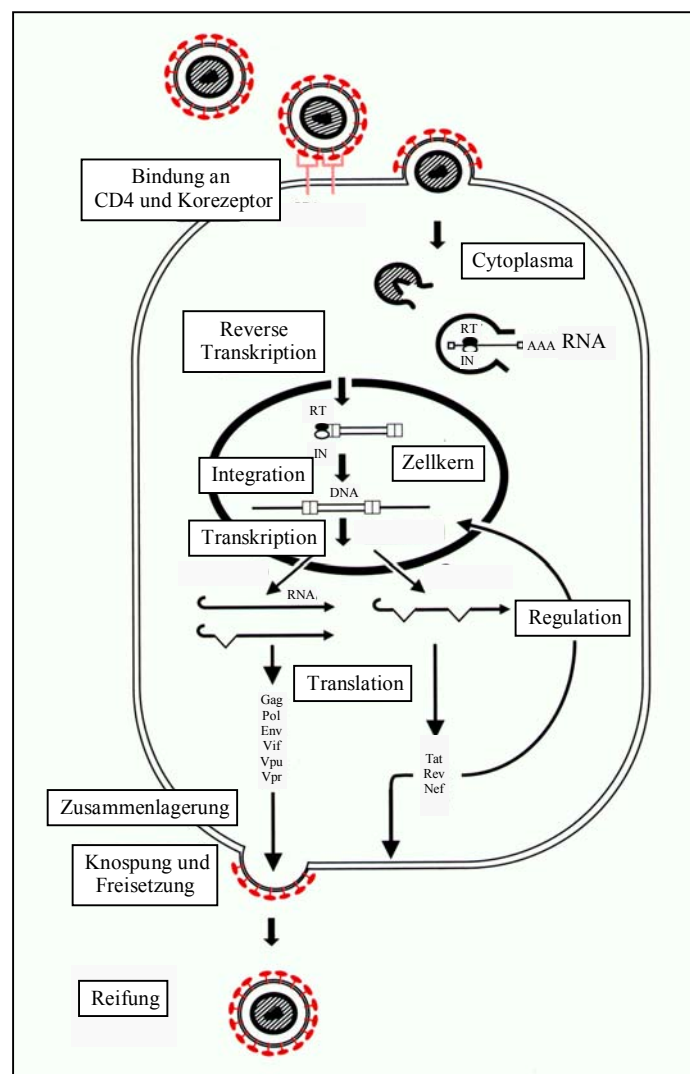 Bindung an
CD4 und Korezeptor
Cytoplasma
Reverse
Transkription
RT
IN
AAA RNA
RT
IN
Integration
Zellkern
DNA
Transkription
RNA
Regulation
Translation
Gag
Pol
Env
Vif
Vpu
Vpr
Tat
Rev
Nef
Zusammenlagerung
Knospung und
Freisetzung
Reifung